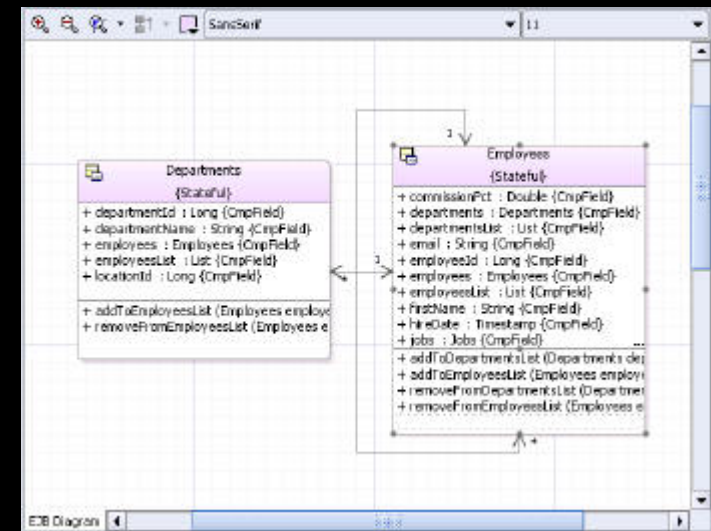 SansSerif 11
Departments
{Stateful}
+ departmentId : Long {CmpField}
+ departmentName : String {CmpField}
+ employees : Employees {CmpField}
+ employeesList : List {CmpField}
+ locationId : Long {CmpField}
+ addToEmployeesList (Employees employe
+ removeFromEmployeesList (Employees e
1
*
1
Employees
{Stateful}
+ commissionPct : Double {CmpField}
+ departments : Departments {CmpField}
+ departmentsList : List {CmpField}
+ email : String {CmpField}
+ employeeId : Long {CmpField}
+ employees : Employees {CmpField}
+ employeesList : List {CmpField}
+ firstName : String {CmpField}
+ hireDate : Timestamp {CmpField}
+ jobs : Jobs {CmpField}
...
+ addToDepartmentsList (Departments dep
+ addToEmployeesList (Employees employe
+ removeFromDepartmentsList (Departmen
+ removeFromEmployeesList (Employees e
*
EJB Diagram